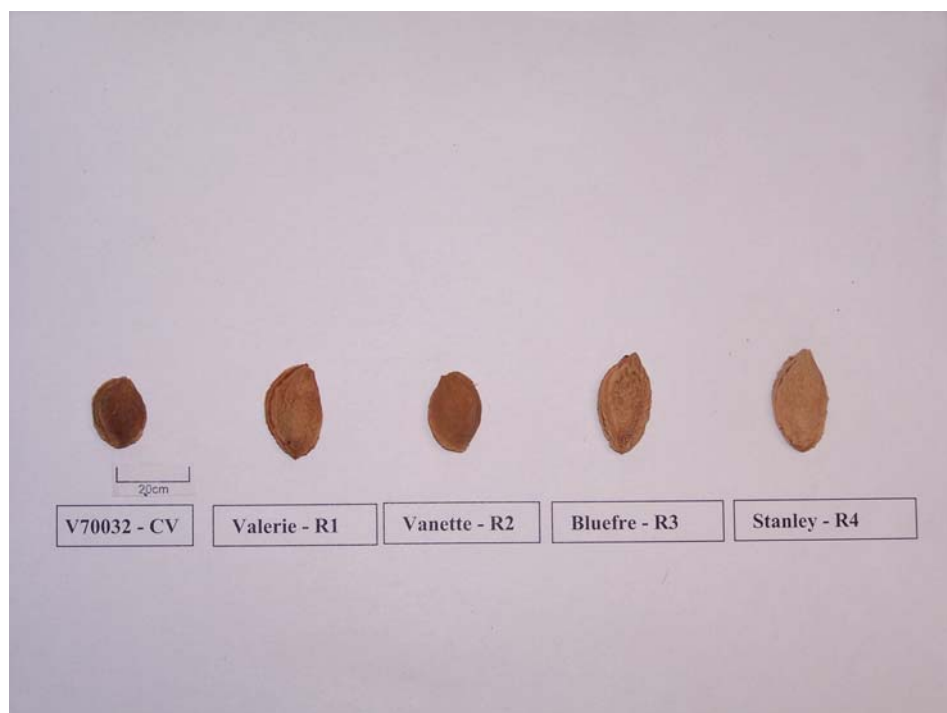 20cm
V70032 - CV
Valerie - R1
Vanette - R2
Bluefre - R3
Stanley - R4